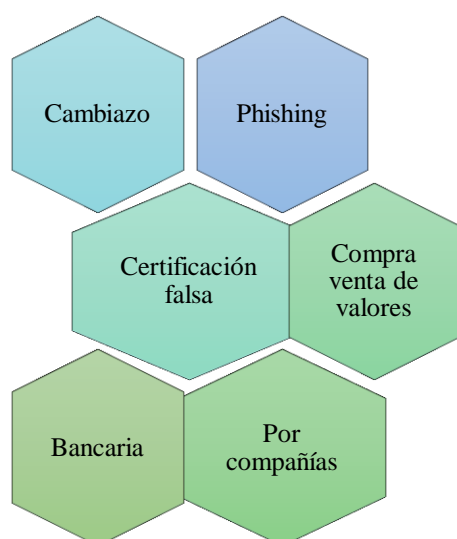 Cambiazo
Phishing
Certificación
falsa
Compra
venta de
valores
Bancaria
Por
compañías